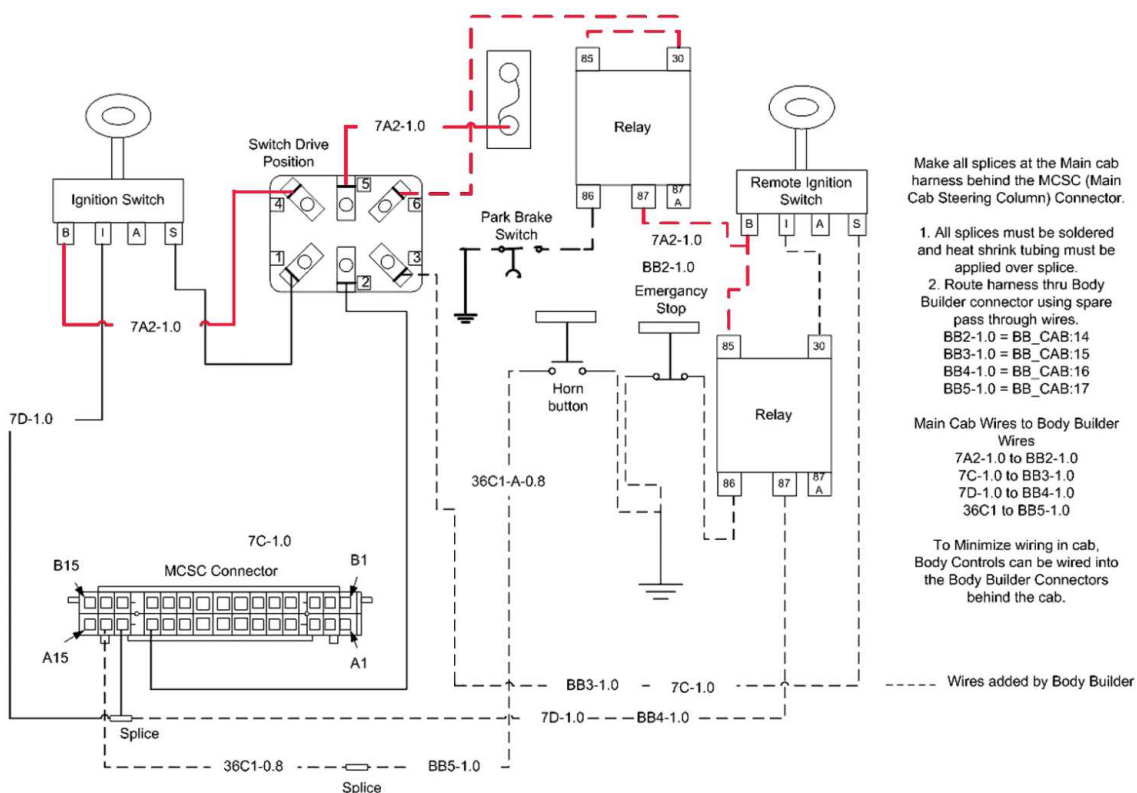 85
30
Relay
86
87
87
A
7A2-1.0
Switch Drive
Position
5
4
6
1
2
3
Ignition Switch
B
I
A
S
7A2-1.0
7D-1.0
Park Brake
Switch
7A2-1.0
BB2-1.0
Emergancy
Stop
Horn
button
Remote Ignition
Switch
B
I
A
S
85
30
Relay
86
87
87
A
36C1-A-0.8
7C-1.0
MCSC Connector
B15
B1
A15
A1
BB3-1.0
7C-1.0
7D-1.0
BB4-1.0
Splice
36C1-0.8
BB5-1.0
Splice
Make all splices at the Main cab
harness behind the MCSC (Main
Cab Steering Column) Connector.
1. All splices must be soldered
and heat shrink tubing must be
applied over splice.
2. Route harness thru Body
Builder connector using spare
pass through wires.
BB2-1.0 = BB_CAB:14
BB3-1.0 = BB_CAB:15
BB4-1.0 = BB_CAB:16
BB5-1.0 = BB_CAB:17
Main Cab Wires to Body Builder
Wires
7A2-1.0 to BB2-1.0
7C-1.0 to BB3-1.0
7D-1.0 to BB4-1.0
36C1 to BB5-1.0
To Minimize wiring in cab,
Body Controls can be wired into
the Body Builder Connectors
behind the cab.
Wires added by Body Builder